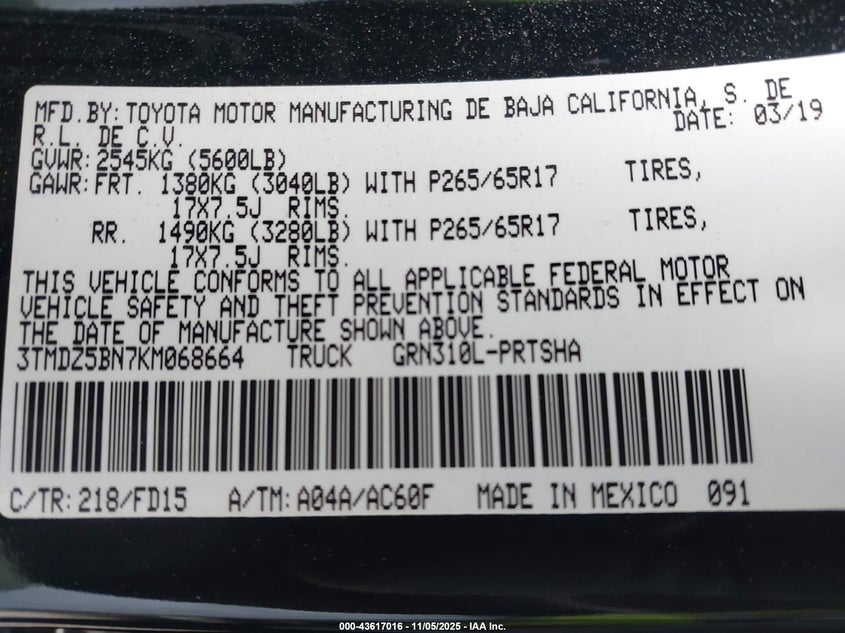 MFD.BY:TOYOTA MOTOR MANUFACTURING DE BAJA CALIFORNIA, S. DE
R.L. DE C.V. DATE: 03/19
GVWR:2545KG (5600LB)
GAWR:FRT. 1380KG (3040LB) WITH P265/65R17 TIRES,
17X7.5J RIMS.
RR. 1490KG (3280LB) WITH P265/65R17 TIRES,
17X7.5J RIMS.
THIS VEHICLE CONFORMS TO ALL APPLICABLE FEDERAL MOTOR
VEHICLE SAFETY AND THEFT PREVENTION STANDARDS IN EFFECT ON
THE DATE OF MANUFACTURE SHOWN ABOVE.
3TMDZ5BN7KM068664 TRUCK GRN310L-PRTSHA
C/TR:218/FD15 A/TM:A04A/AC60F MADE IN MEXICO 091
000-43617016 - 11/05/2025 - IAA Inc.